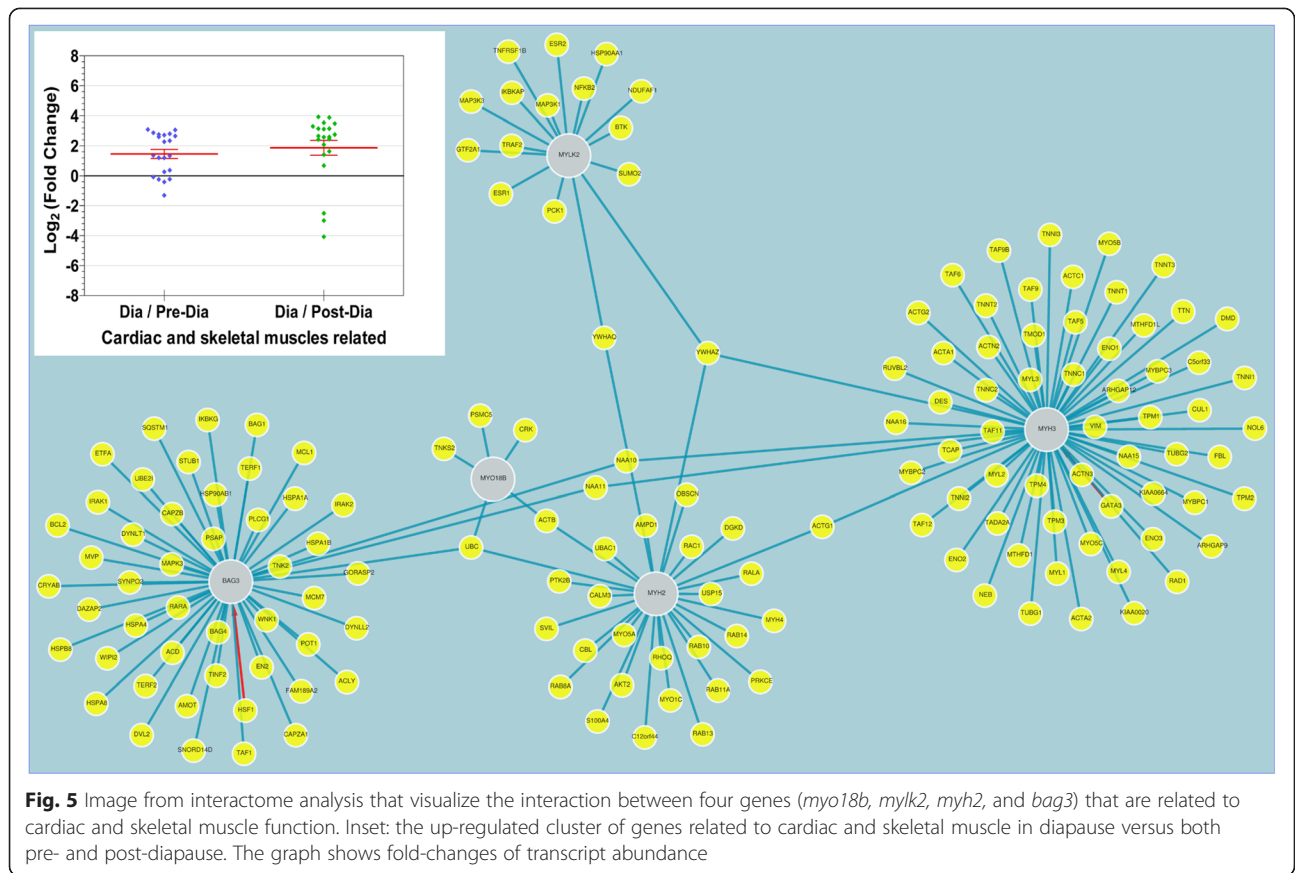 8
6
4
2
0
-2
-4
-6
-8
Log2 (Fold Change)
Dia / Pre-Dia
Dia / Post-Dia
Cardiac and skeletal muscles related
TNFRSF1B
ESR2
HSP90AA1
IKBKAP
NFKB2
NDUFAF1
MAP3K3
MAP3K1
BTK
GTF2A1
TRAF2
MYLK2
SUMO2
ESR1
PCK1
YWHAQ
YWHAZ
TNNI3
MYO5B
TAF9B
TNNT3
TAF6
ACTC1
TAF9
TNNT1
TNNT2
TTN
ACTG2
TAF5
MTHFD1L
DMD
TMOD1
ACTN2
ENO1
ACTA1
C5orf33
RUVBL2
MYBPC3
TNNC1
MYL3
TNNI1
TNNC2
ARHGAP12
DES
CUL1
TPM1
NAA16
VIM
NOL6
TAF11
MYH3
TCAP
NAA15
TUBG2
FBL
MYBPC2
MYL2
ACTN3
TPM4
KIAA0664
TNNI2
MYBPC1
TPM2
GATA3
TAF12
TADA2A
TPM3
MYO5C
ENO3
ENO2
MTHFD1
ARHGAP9
MYL1
MYL4
RAD1
NEB
TUBG1
ACTA2
KIAA0020
PSMC5
CRK
TNKS2
MYO18B
NAA10
NAA11
OBSCN
ACTB
AMPD1
ACTG1
UBC
DGKD
UBAC1
RAC1
PTK2B
RALA
CALM3
MYH2
USP15
SVIL
MYH4
MYO5A
RAB14
CBL
RAB10
RHOQ
RAB8A
AKT2
RAB11A
PRKCE
MYO1C
S100A4
C12orf44
RAB13
IKBKG
BAG1
SQSTM1
ETFA
STUB1
TERF1
MCL1
UBE2I
HSP90AB1
HSPA1A
IRAK1
CAPZB
PLCG1
IRAK2
BCL2
DYNLT1
PSAP
HSPA1B
MVP
MAPK3
TNK2
GORASP2
CRYAB
SYNPO2
BAG3
MCM7
DAZAP2
RARA
WNK1
DYNLL2
HSPA4
BAG4
POT1
HSPB8
WIPI2
ACD
EN2
ACLY
TERF2
TINF2
FAM189A2
HSPA8
AMOT
HSF1
DVL2
CAPZA1
SNORD14D
TAF1
Fig. 5 Image from interactome analysis that visualize the interaction between four genes (myo18b, mylk2, myh2, and bag3) that are related to
cardiac and skeletal muscle function. Inset: the up-regulated cluster of genes related to cardiac and skeletal muscle in diapause versus both
pre- and post-diapause. The graph shows fold-changes of transcript abundance